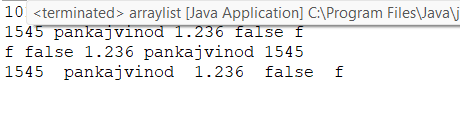 10
<terminated> arraylist [Java Application] C:\Program Files\Java\j
1545 pankajvinod 1.236 false f
f false 1.236 pankajvinod 1545
1545  pankajvinod  1.236  false  f